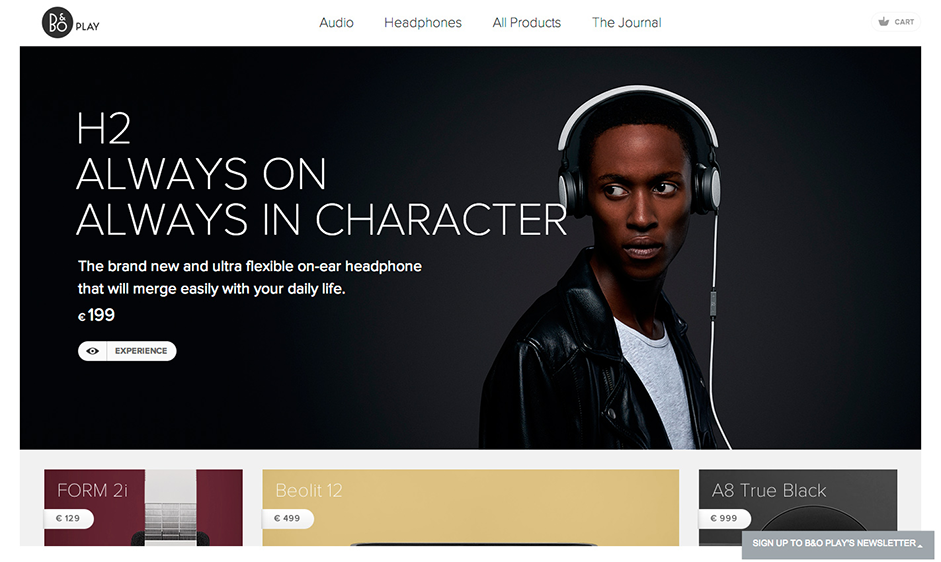 B&O PLAY
Audio Headphones All Products The Journal
CART
H2
ALWAYS ON
ALWAYS IN CHARACTER
The brand new and ultra flexible on-ear headphone
that will merge easily with your daily life.
€ 199
EXPERIENCE
FORM 2i
€ 129
Beolit 12
€ 499
A8 True Black
€ 999
SIGN UP TO B&O PLAY'S NEWSLETTER